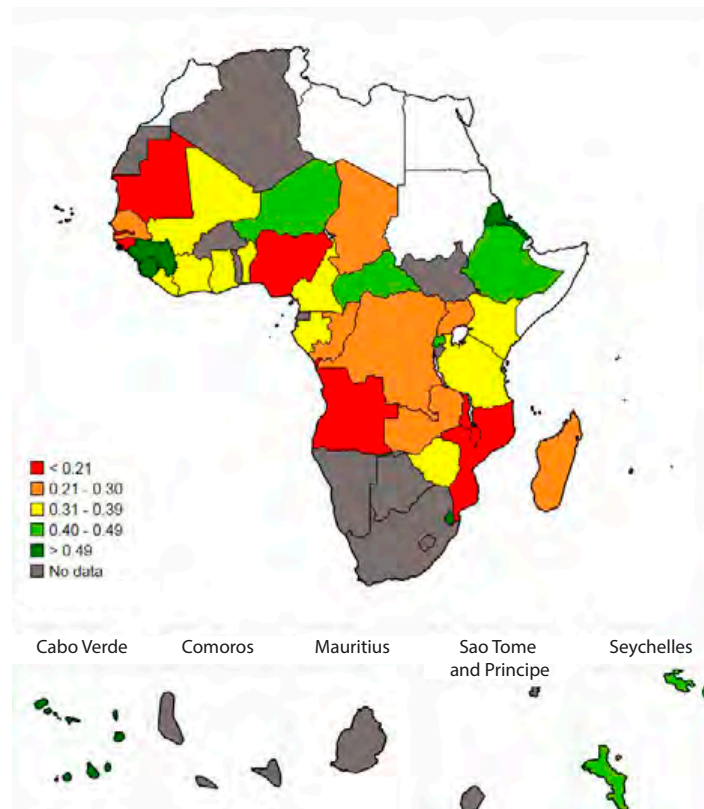 < 0.21
0.21 - 0.30
0.31 - 0.39
0.40 - 0.49
> 0.49
No data
Cabo Verde
Comoros
Mauritius
Sao Tome
and Principe
Seychelles